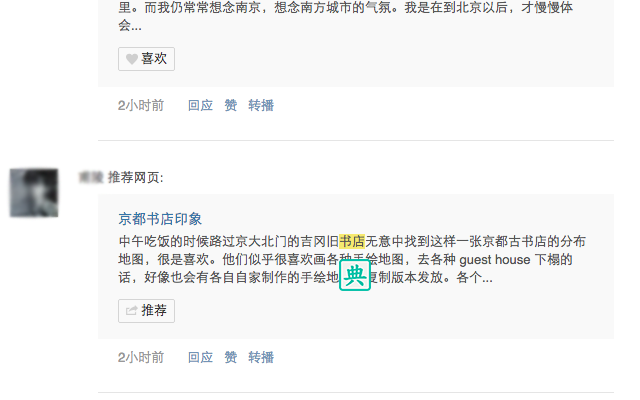 里。而我仍常常想念南京，想念南方城市的气氛。我是在到北京以后，才慢慢体
会...
喜欢
2小时前 回应 赞 转播
推荐网页:
京都书店印象
中午吃饭的时候路过京大北门的吉冈旧书店无意中找到这样一张京都古书店的分布
地图，很是喜欢。他们似乎很喜欢画各种手绘地图，去各种 guest house 下榻的
话，好像也会有各自自家制作的手绘地 复制版本发放。各个...
典
推荐
2小时前 回应 赞 转播